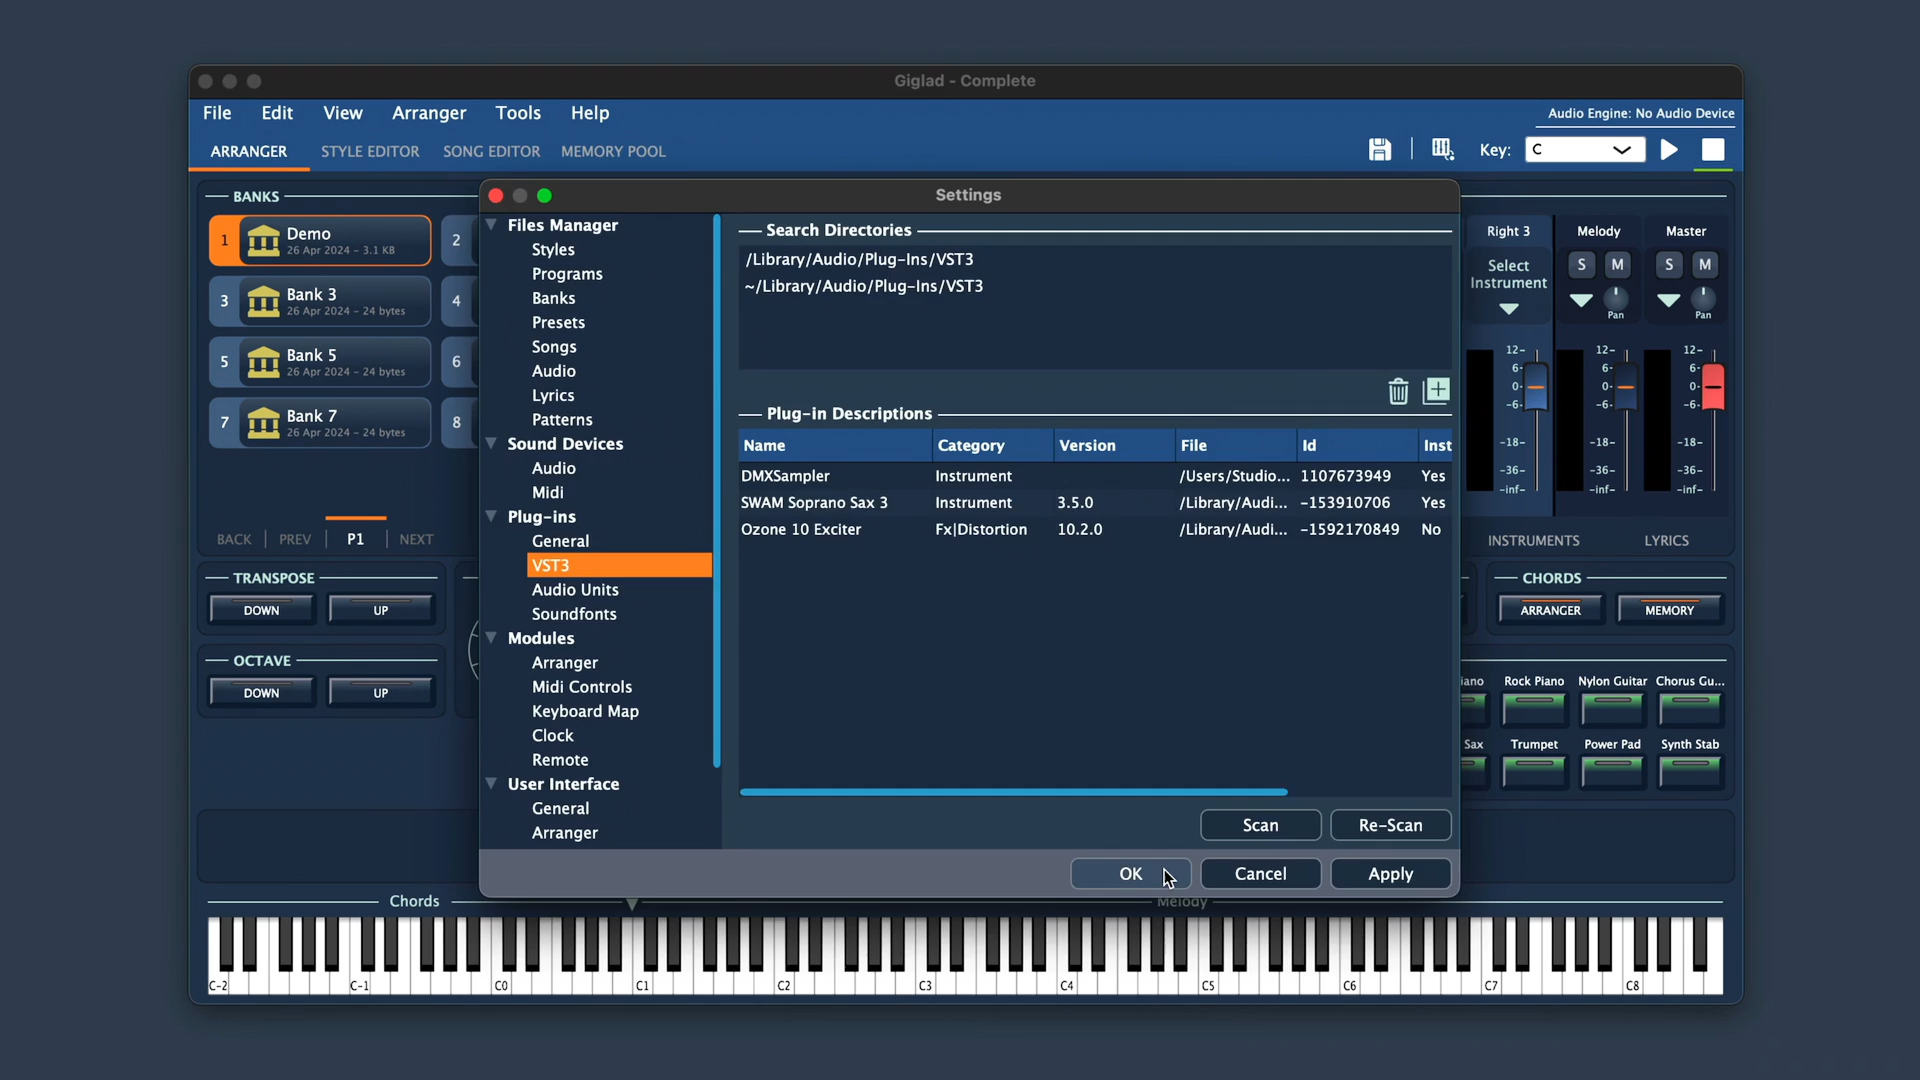 Giglad - Complete
File Edit View Arranger Tools Help
Audio Engine: No Audio Device
ARRANGER STYLE EDITOR SONG EDITOR MEMORY POOL
Key: C
BANKS
1 Demo
26 Apr 2024 – 3.1 KB
2
3 Bank 3
26 Apr 2024 – 24 bytes
4
5 Bank 5
26 Apr 2024 – 24 bytes
6
7 Bank 7
26 Apr 2024 – 24 bytes
8
BACK PREV P1 NEXT
TRANSPOSE
DOWN UP
OCTAVE
DOWN UP
Settings
Files Manager
Styles
Programs
Banks
Presets
Songs
Audio
Lyrics
Patterns
Sound Devices
Audio
Midi
Plug-ins
General
VST3
Audio Units
Soundfonts
Modules
Arranger
Midi Controls
Keyboard Map
Clock
Remote
User Interface
General
Arranger
Search Directories
/Library/Audio/Plug-Ins/VST3
~/Library/Audio/Plug-Ins/VST3
Plug-in Descriptions
Name Category Version File Id Inst
DMXSampler Instrument /Users/Studio... 1107673949 Yes
SWAM Soprano Sax 3 Instrument 3.5.0 /Library/Audi... -153910706 Yes
Ozone 10 Exciter Fx|Distortion 10.2.0 /Library/Audi... -1592170849 No
Scan Re-Scan
OK Cancel Apply
Right 3 Melody Master
Select
Instrument
S M S M
Pan Pan
12- 12- 12-
6- 6- 6-
0- 0- 0-
-6- -6- -6-
-18- -18- -18-
-36- -36- -36-
-inf- -inf- -inf-
INSTRUMENTS LYRICS
CHORDS
ARRANGER MEMORY
iano Rock Piano Nylon Guitar Chorus Gu...
Sax Trumpet Power Pad Synth Stab
Chords Melody
C-2 C-1 C0 C1 C2 C3 C4 C5 C6 C7 C8